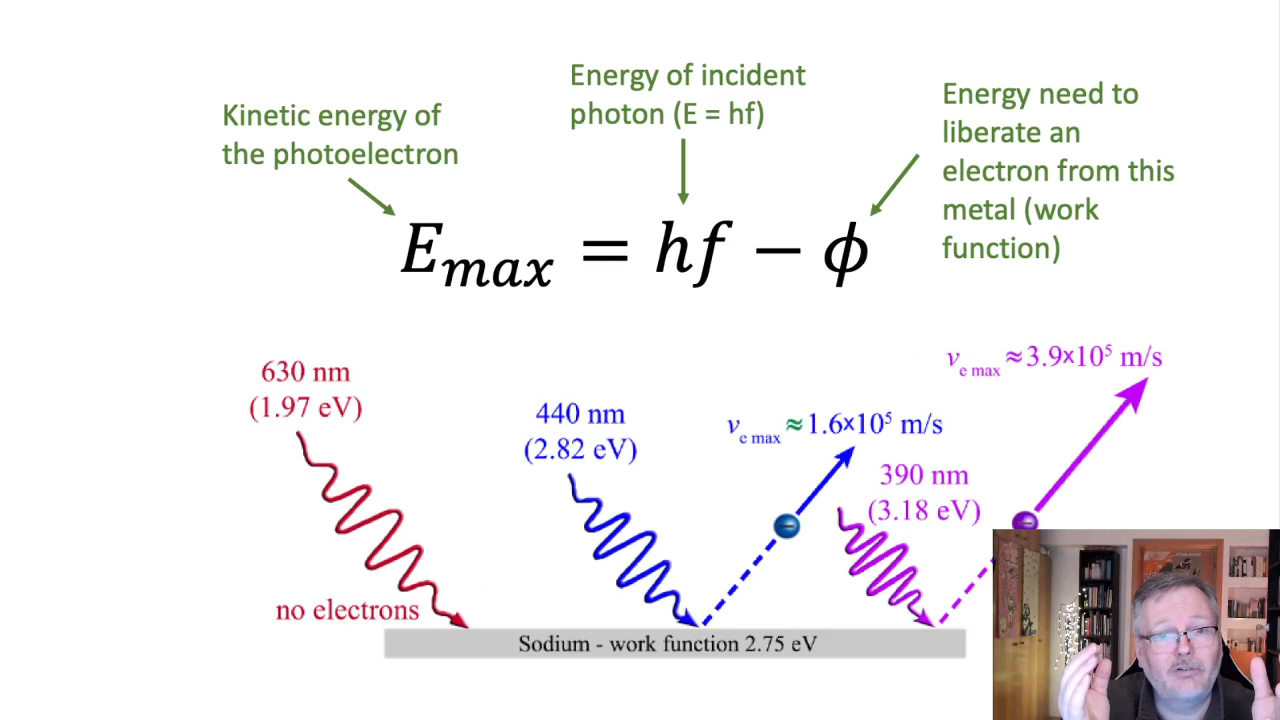 Kinetic energy of
the photoelectron
Energy of incident
photon (E = hf)
Energy need to
liberate an
electron from this
metal (work
function)
E_max = hf − ϕ
630 nm
(1.97 eV)
no electrons
440 nm
(2.82 eV)
v_e max ≈1.6×10⁵ m/s
390 nm
(3.18 eV)
v_e max ≈3.9×10⁵ m/s
Sodium - work function 2.75 eV